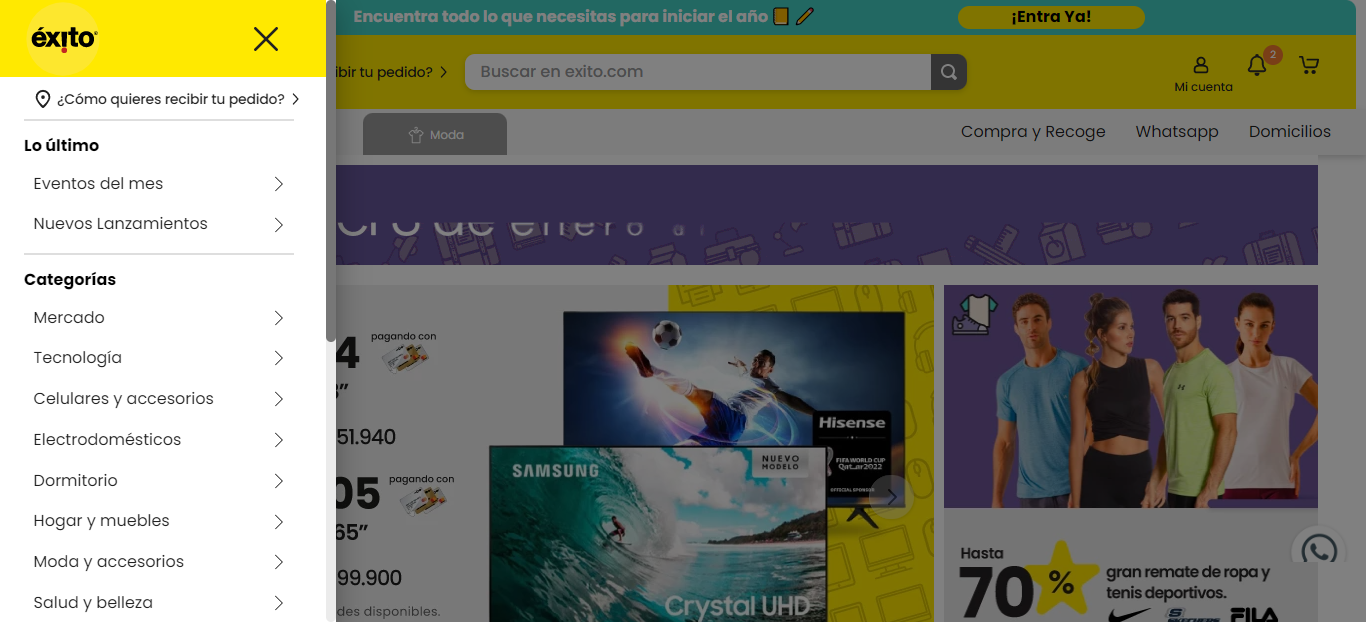 éxito
¿Cómo quieres recibir tu pedido?
Lo último
Eventos del mes
Nuevos Lanzamientos
Categorías
Mercado
Tecnología
Celulares y accesorios
Electrodomésticos
Dormitorio
Hogar y muebles
Moda y accesorios
Salud y belleza
Encuentra todo lo que necesitas para iniciar el año
¡Entra Ya!
ibir tu pedido?
Buscar en exito.com
Mi cuenta
2
Moda
Compra y Recoge
Whatsapp
Domicilios
de enero
4
pagando con
51.940
05
pagando con
65”
99.900
des disponibles.
Hisense
FIFA WORLD CUP
Qatar2022
OFFICIAL SPONSOR
SAMSUNG
NUEVO
MODELO
Crystal UHD
Hasta
70%
gran remate de ropa y
tenis deportivos.
SKECHERS
FILA